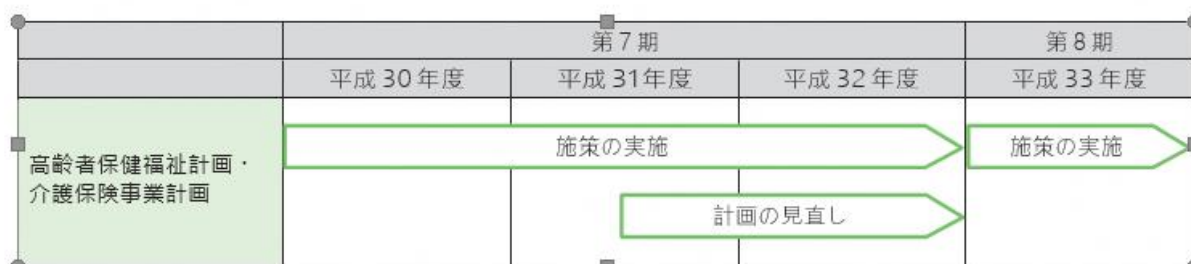 第7期
第8期
平成30年度
平成31年度
平成32年度
平成33年度
高齢者保健福祉計画・
介護保険事業計画
施策の実施
施策の実施
計画の見直し